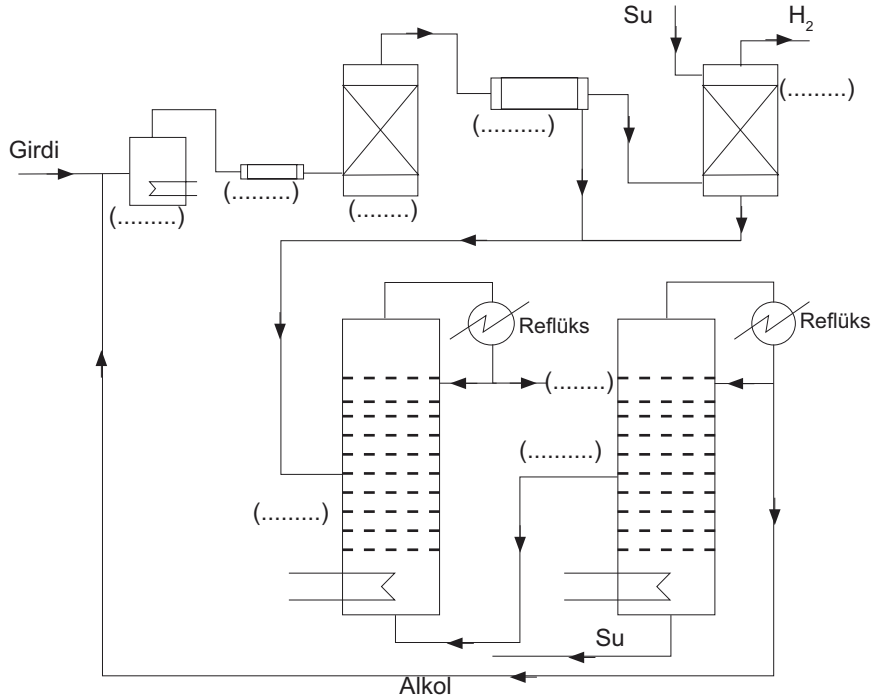 Su
H₂
(.........)
(..........)
Girdi
(.........)
(........)
(.........)
Reflüks
Reflüks
(........)
(..........)
(.........)
Su
Alkol